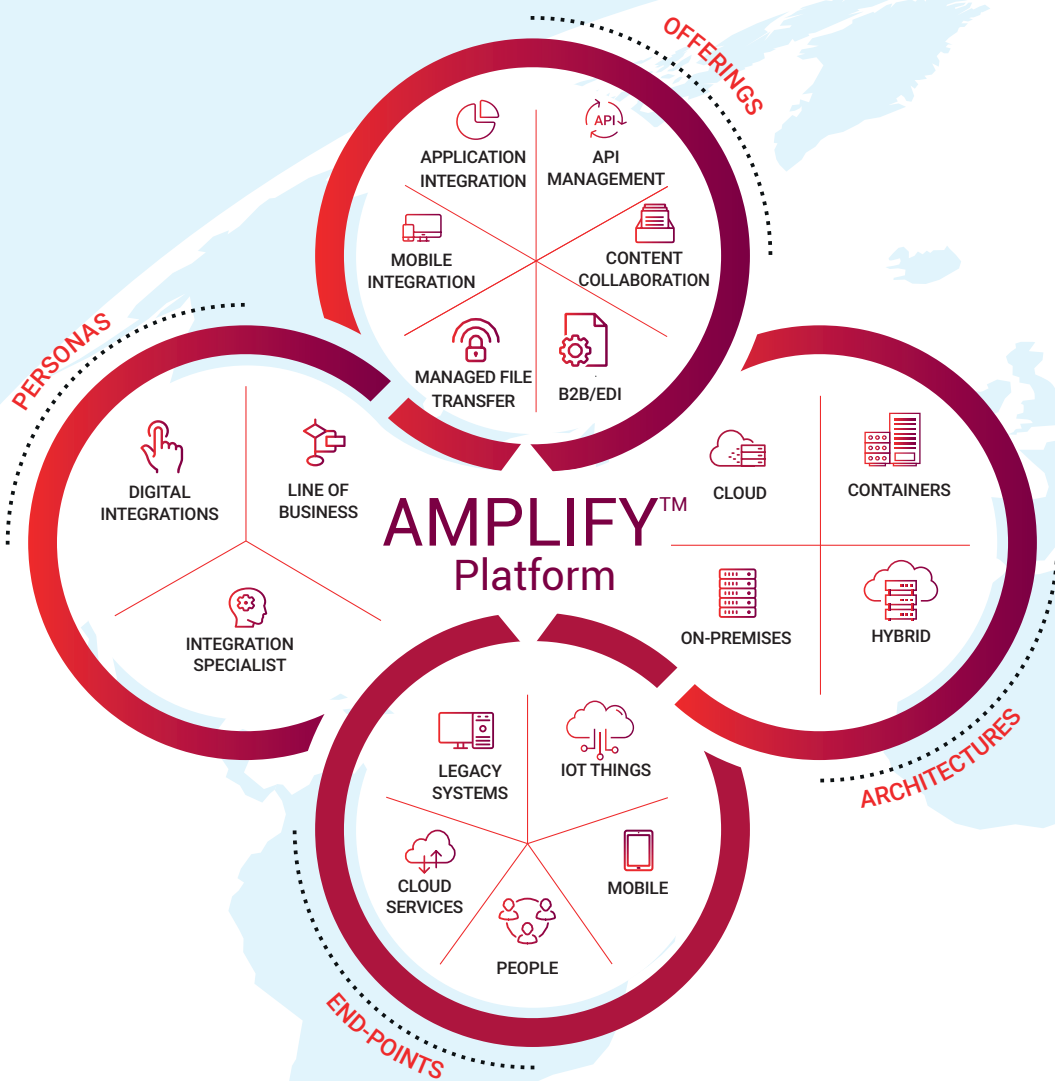 OFFERINGS
APPLICATION
INTEGRATION
API
API
MANAGEMENT
MOBILE
INTEGRATION
CONTENT
COLLABORATION
MANAGED FILE
TRANSFER
B2B/EDI
PERSONAS
DIGITAL
INTEGRATIONS
LINE OF
BUSINESS
INTEGRATION
SPECIALIST
AMPLIFY™
Platform
CLOUD
CONTAINERS
ON-PREMISES
HYBRID
ARCHITECTURES
LEGACY
SYSTEMS
IOT THINGS
CLOUD
SERVICES
MOBILE
PEOPLE
END-POINTS